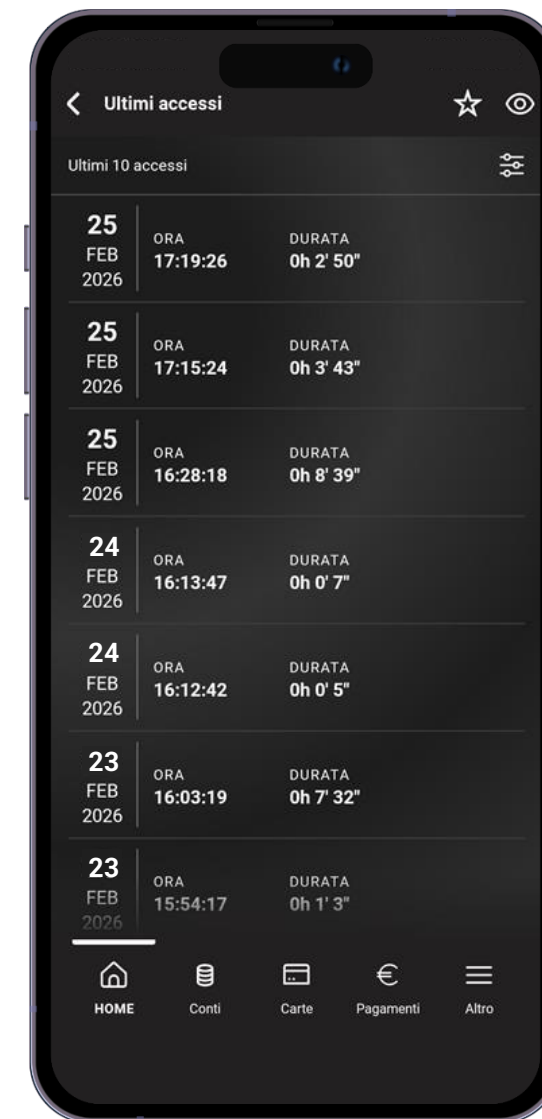 Ultimi accessi
Ultimi 10 accessi
25
FEB
2026
ORA
17:19:26
DURATA
0h 2' 50"
25
FEB
2026
ORA
17:15:24
DURATA
0h 3' 43"
25
FEB
2026
ORA
16:28:18
DURATA
0h 8' 39"
24
FEB
2026
ORA
16:13:47
DURATA
0h 0' 7"
24
FEB
2026
ORA
16:12:42
DURATA
0h 0' 5"
23
FEB
2026
ORA
16:03:19
DURATA
0h 7' 32"
23
FEB
2026
ORA
15:54:17
DURATA
0h 1' 3"
HOME
Conti
Carte
Pagamenti
Altro